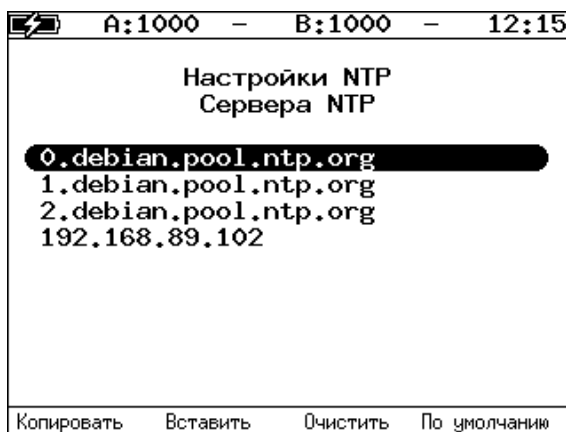 A:1000 – B:1000 – 12:15
Настройки NTP
Сервера NTP
0.debian.pool.ntp.org
1.debian.pool.ntp.org
2.debian.pool.ntp.org
192.168.89.102
Копировать Вставить Очистить По умолчанию